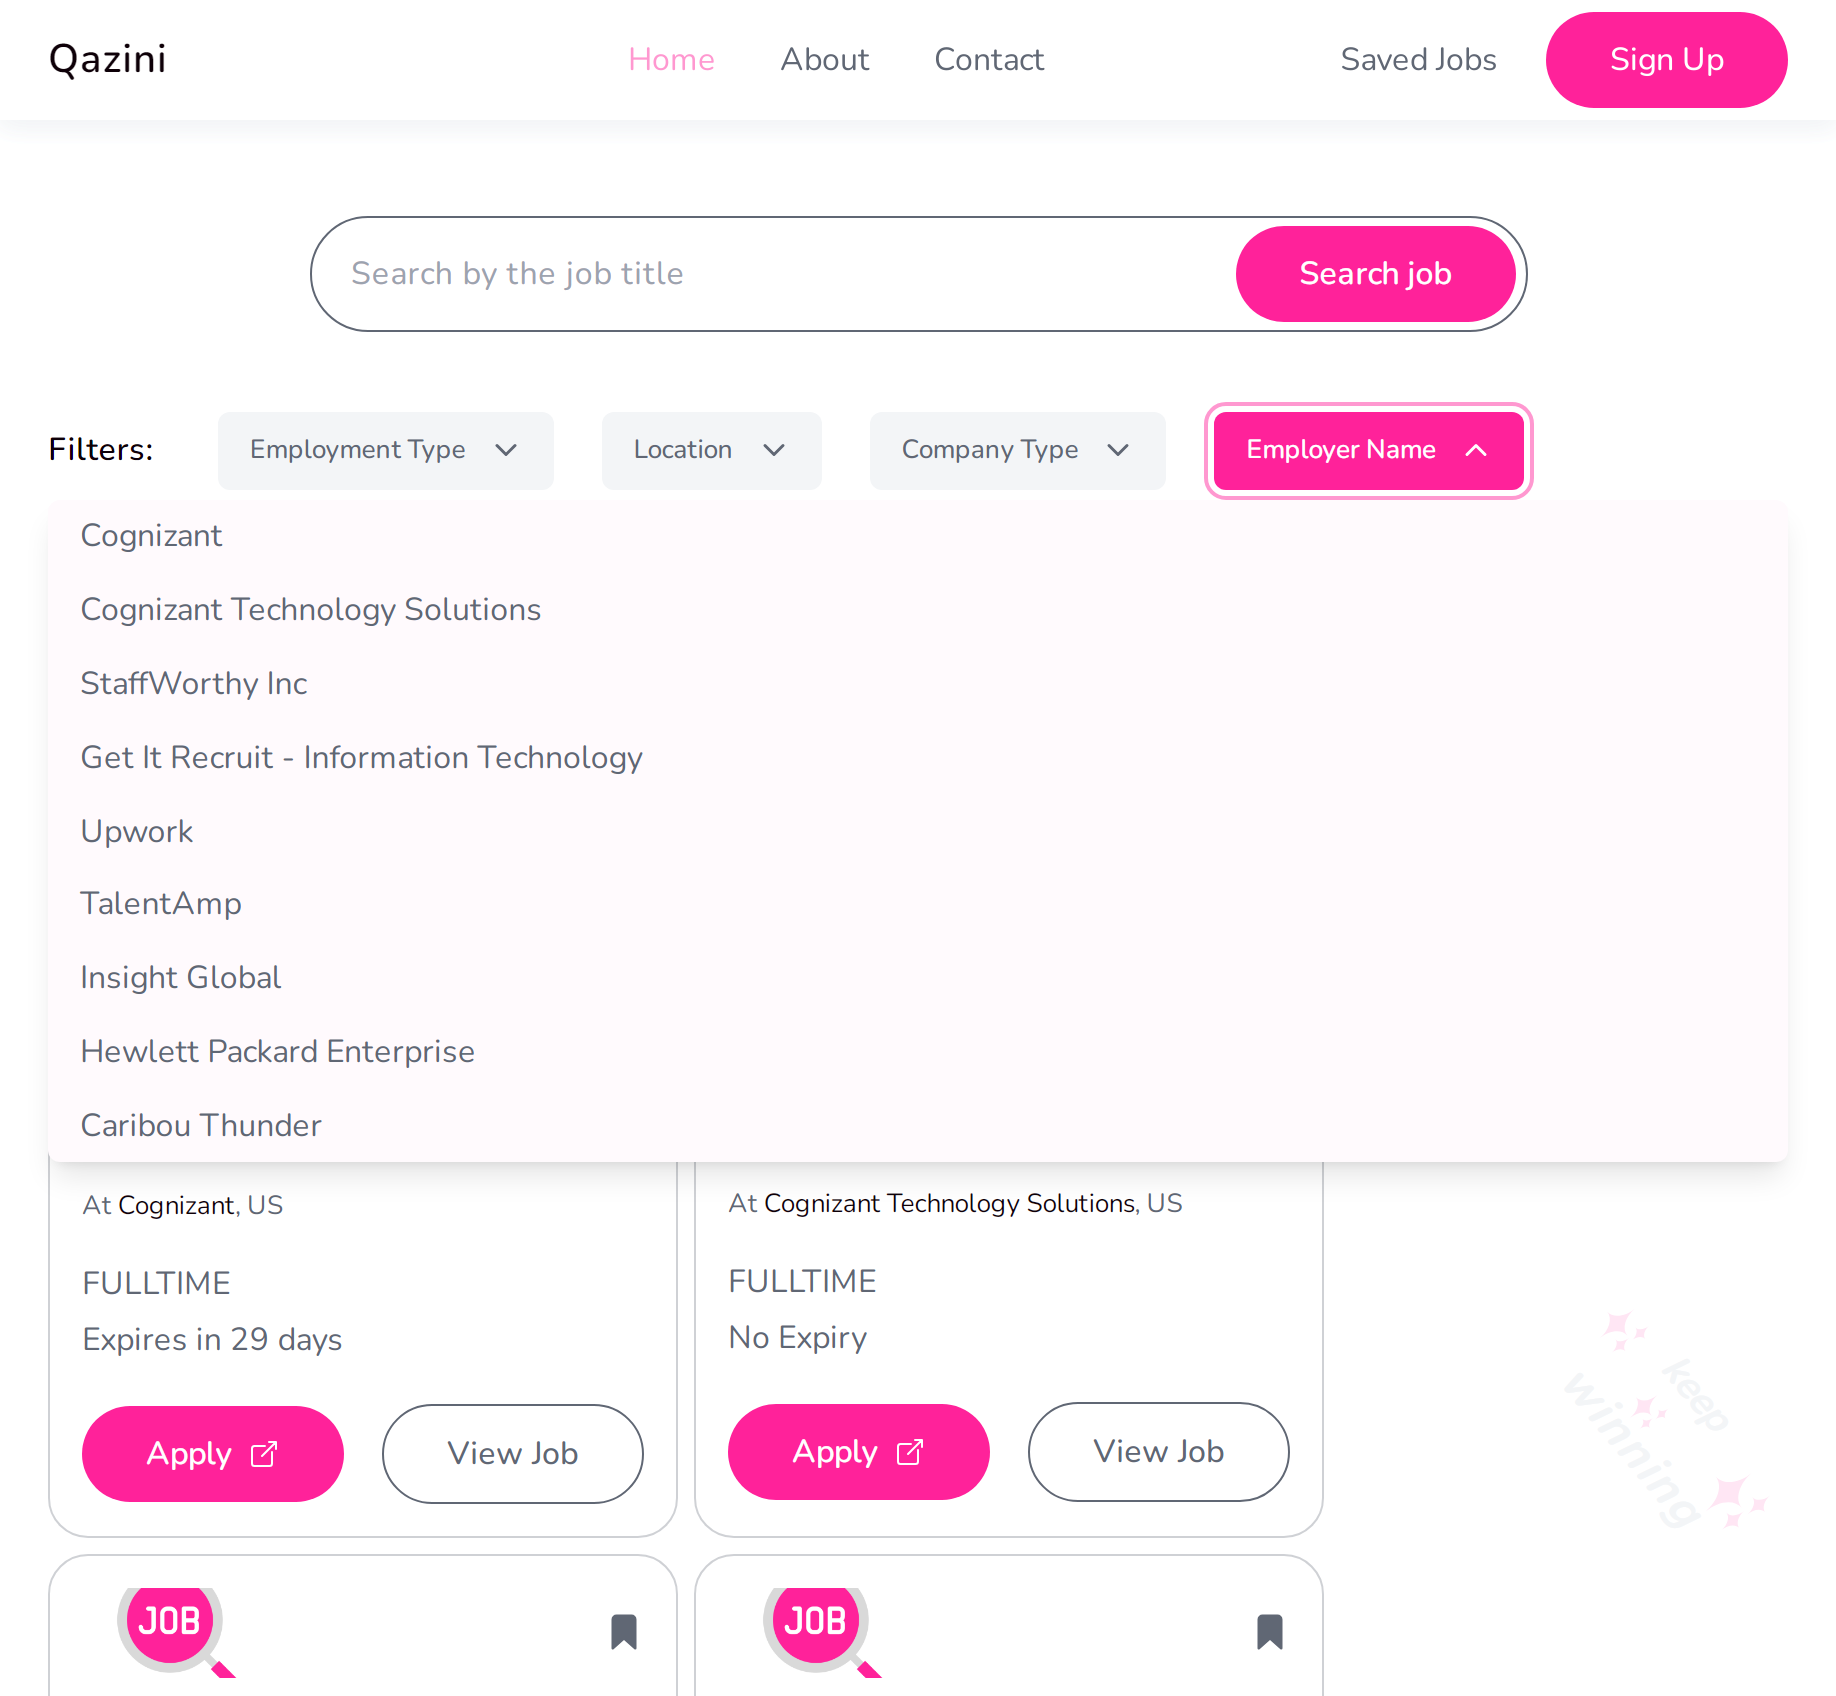 Qazini Home About Contact Saved Jobs Sign Up
Search by the job title Search job
Filters: Employment Type Location Company Type Employer Name
Cognizant
Cognizant Technology Solutions
StaffWorthy Inc
Get It Recruit - Information Technology
Upwork
TalentAmp
Insight Global
Hewlett Packard Enterprise
Caribou Thunder
At Cognizant, US
FULLTIME
Expires in 29 days
Apply View Job
At Cognizant Technology Solutions, US
FULLTIME
No Expiry
Apply View Job
keep
winning
JOB
JOB